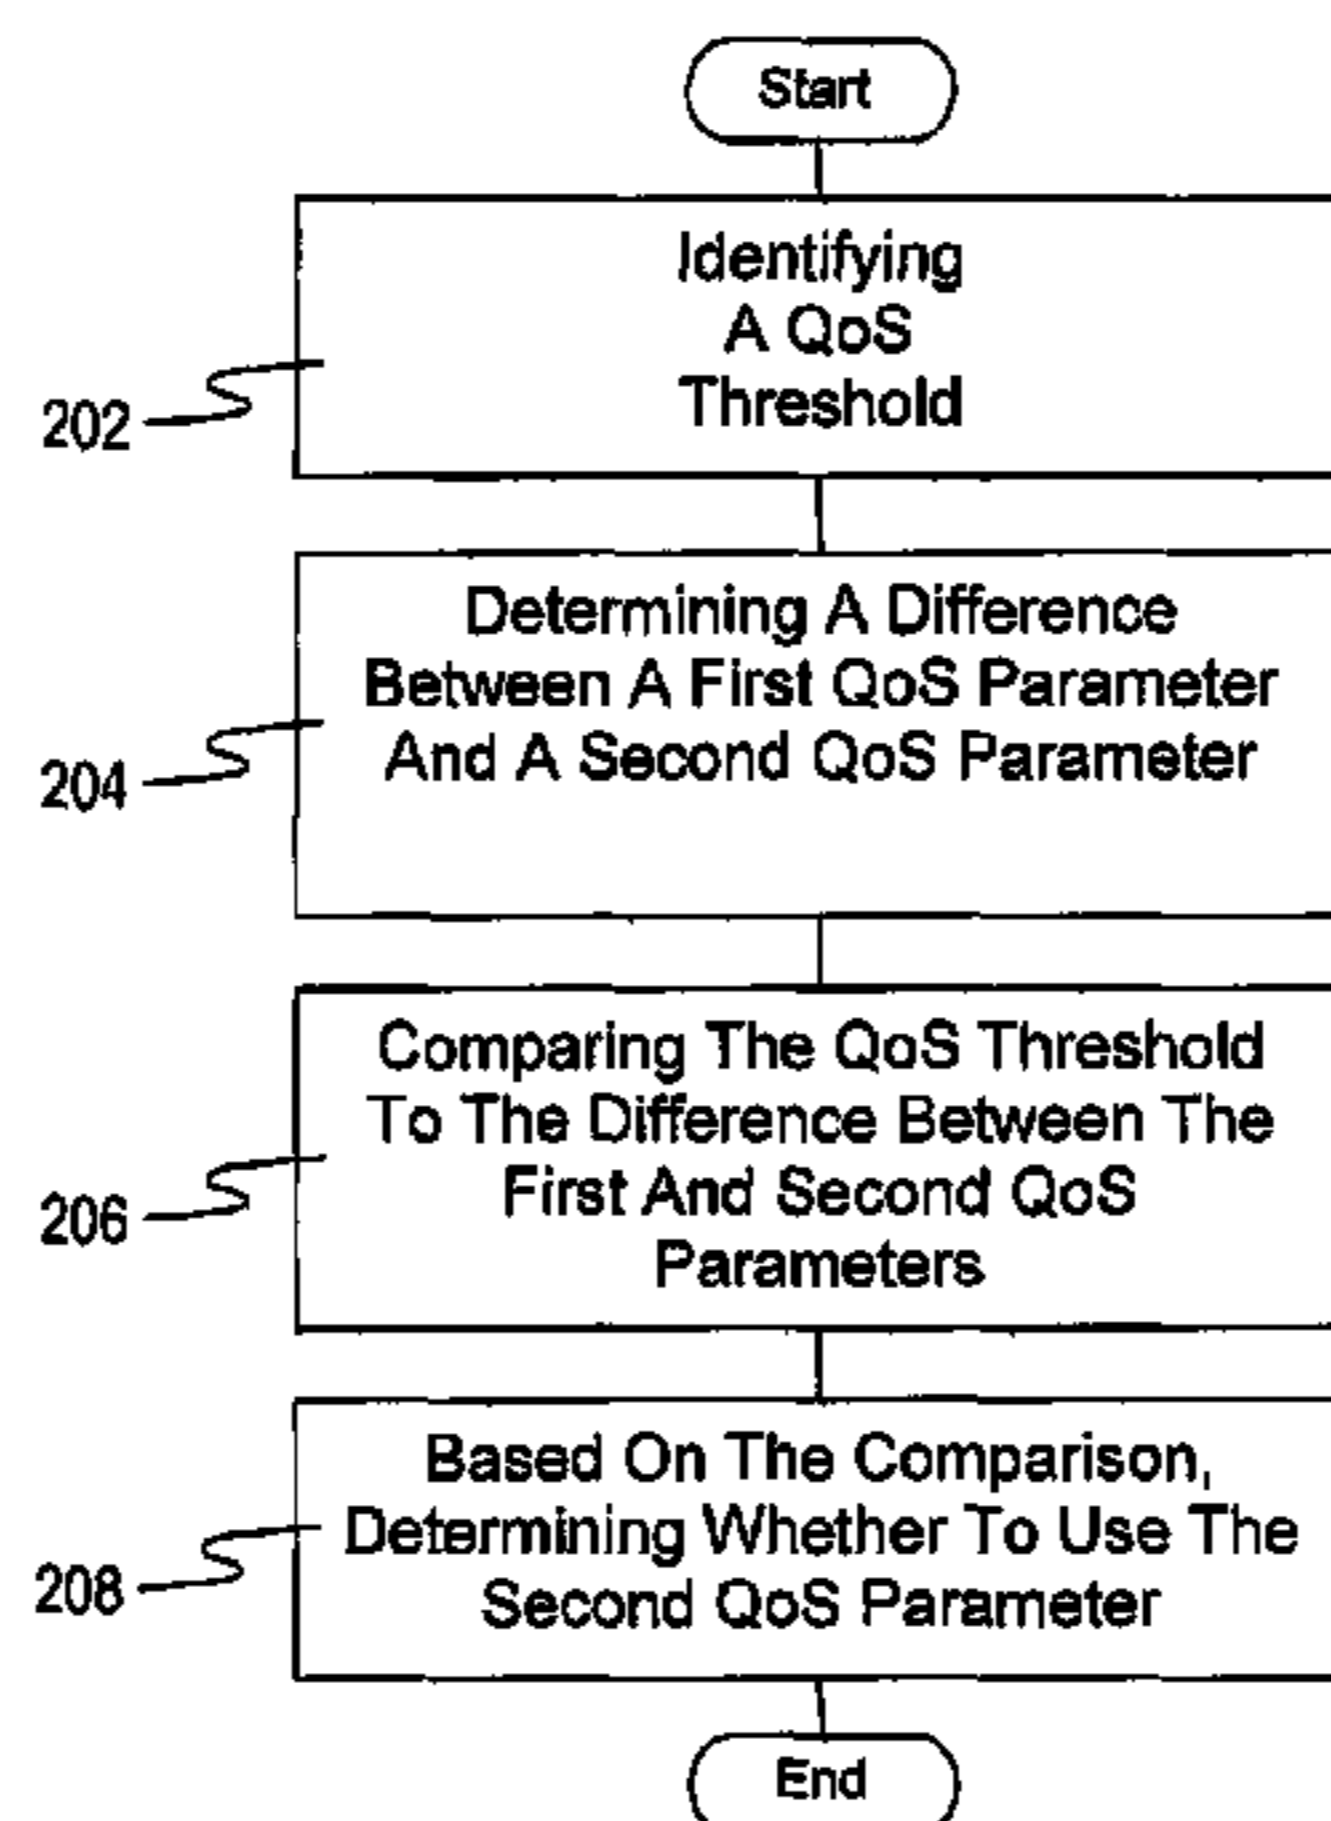 Start
Identifying
A QoS
Threshold
202
Determining A Difference
Between A First QoS Parameter
And A Second QoS Parameter
204
Comparing The QoS Threshold
To The Difference Between The
First And Second QoS
Parameters
206
Based On The Comparison,
Determining Whether To Use The
Second QoS Parameter
208
End